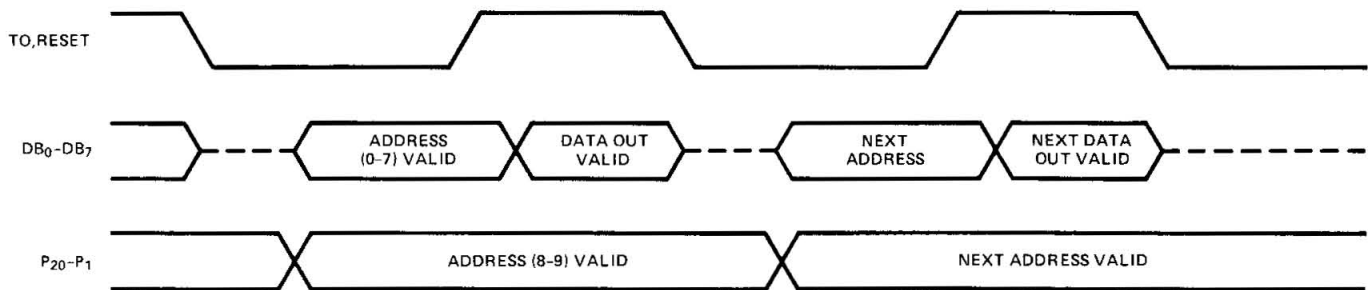 TO,RESET
DB0-DB7
ADDRESS
(0-7) VALID
DATA OUT
VALID
NEXT
ADDRESS
NEXT DATA
OUT VALID
P20-P1
ADDRESS (8-9) VALID
NEXT ADDRESS VALID